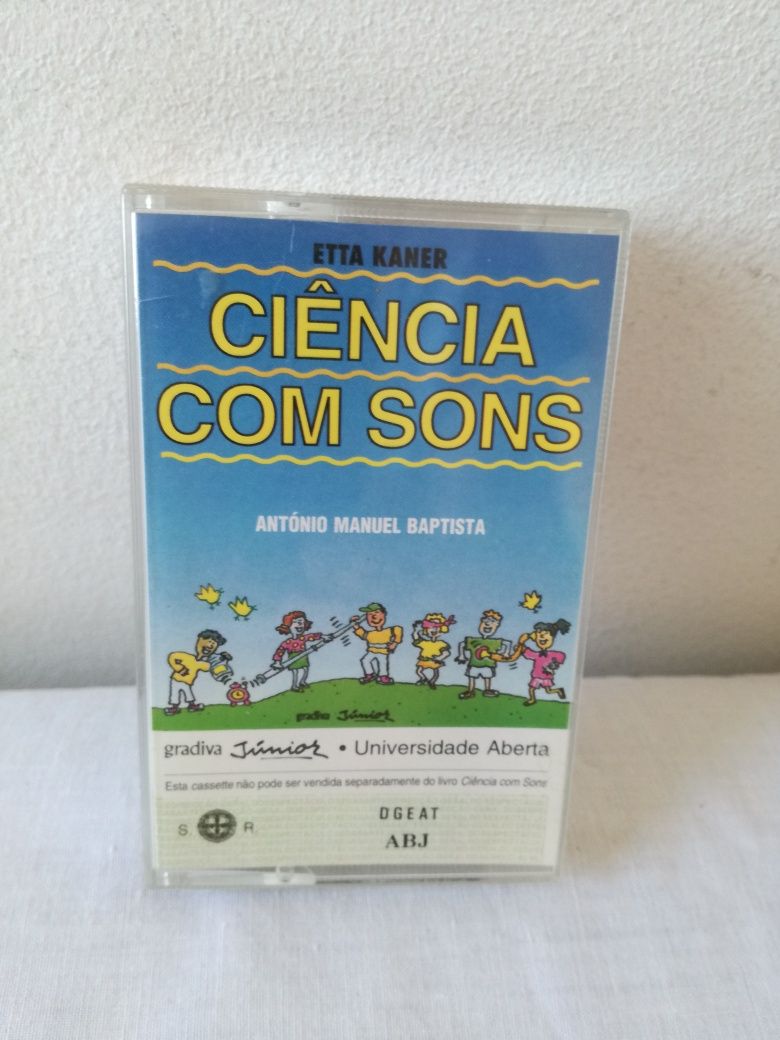 ETTA KANER
CIÊNCIA
COM SONS
ANTÓNIO MANUEL BAPTISTA
gradiva Júnior
gradiva Júnior • Universidade Aberta
Esta cassette não pode ser vendida separadamente do livro Ciência com Sons
S. R. DGEAT
ABJ